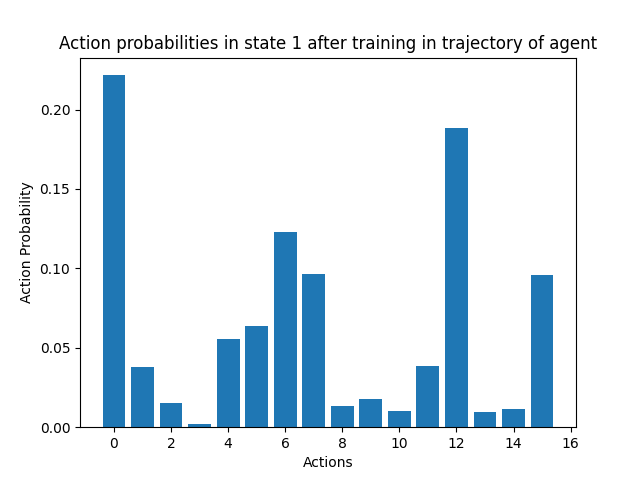 Action probabilities in state 1 after training in trajectory of agent
0.20
0.15
0.10
0.05
0.00
Action Probability
0 2 4 6 8 10 12 14 16
Actions